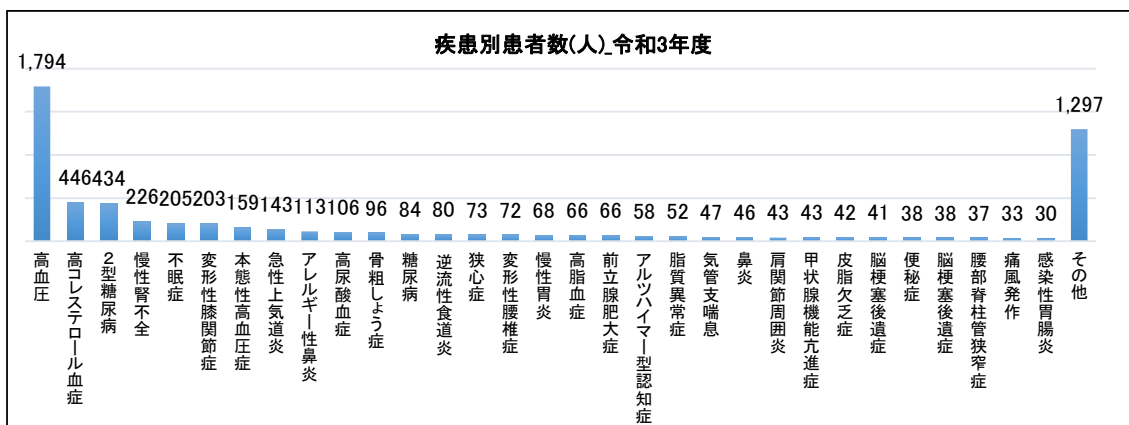 疾患別患者数(人)_令和3年度
1,794
446
434
226
205
203
159
143
113
106
96
84
80
73
72
68
66
66
58
52
47
46
43
43
42
41
38
38
37
33
30
1,297
高血圧
高コレステロール血症
2型糖尿病
慢性腎不全
不眠症
変形性膝関節症
本態性高血圧症
急性上気道炎
アレルギー性鼻炎
高尿酸血症
骨粗しょう症
糖尿病
逆流性食道炎
狭心症
変形性腰椎症
慢性胃炎
高脂血症
前立腺肥大症
アルツハイマー型認知症
脂質異常症
気管支喘息
鼻炎
肩関節周囲炎
甲状腺機能亢進症
皮脂欠乏症
脳梗塞後遺症
便秘症
脳梗塞後遺症
腰部脊柱管狭窄症
痛風発作
感染性胃腸炎
その他